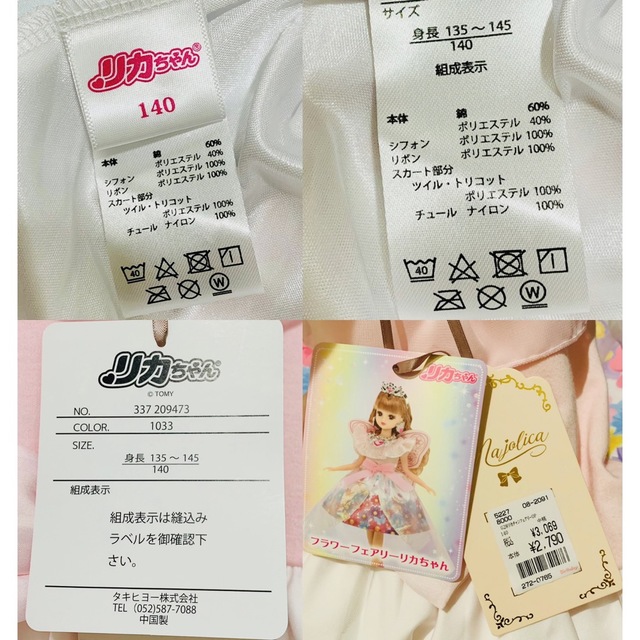 リカちゃん
140
本体 綿 60%
ポリエステル 40%
シフォン ポリエステル 100%
リボン ポリエステル 100%
スカート部分
ツイル・トリコット
ポリエステル 100%
チュール ナイロン 100%
40
W
サイズ
身長 135～145
140
組成表示
本体 綿 60%
ポリエステル 40%
シフォン ポリエステル 100%
リボン ポリエステル 100%
スカート部分
ツイル・トリコット
ポリエステル 100%
チュール ナイロン 100%
40
W
リカちゃん
© TOMY
NO. 337 209473
COLOR. 1033
SIZE. 身長 135～145
140
組成表示
組成表示は縫込み
ラベルを御確認下
さい。
タキヒヨー株式会社
TEL (052)587-7088
中国製
リカちゃん
フラワーフェアリーリカちゃん
Majolica
5227 08-2091
8000
140
税込 ¥3,069
本体 ¥2,790
272-0765